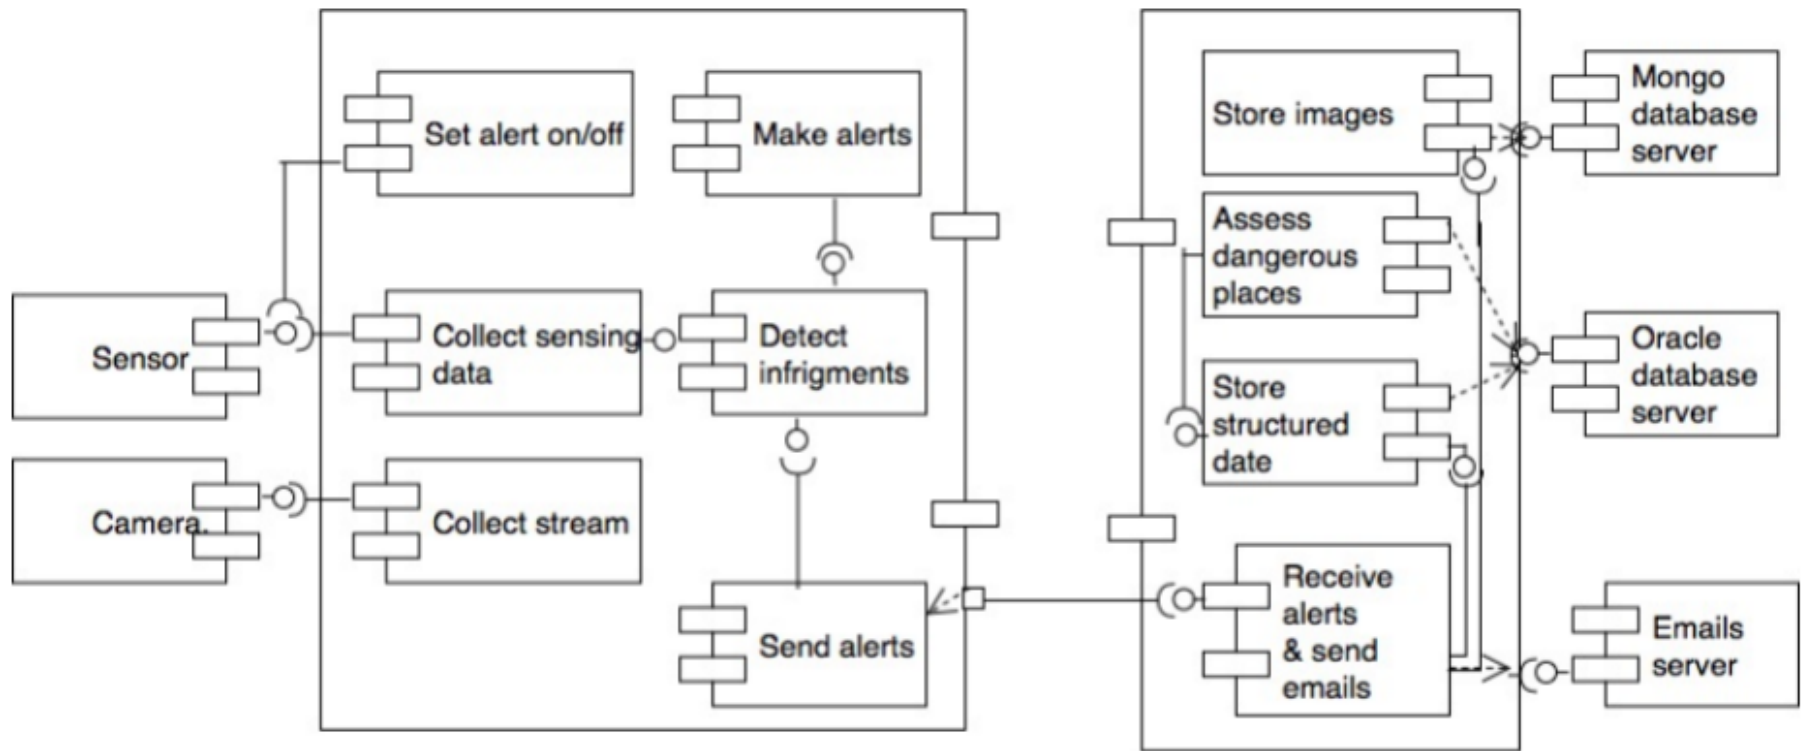 Set alert on/off
Make alerts
Store images
Mongo
database
server
Assess
dangerous
places
Sensor
Collect sensing
data
Detect
infrigments
Oracle
database
server
Store
structured
date
Camera.
Collect stream
Receive
alerts
& send
emails
Send alerts
Emails
server